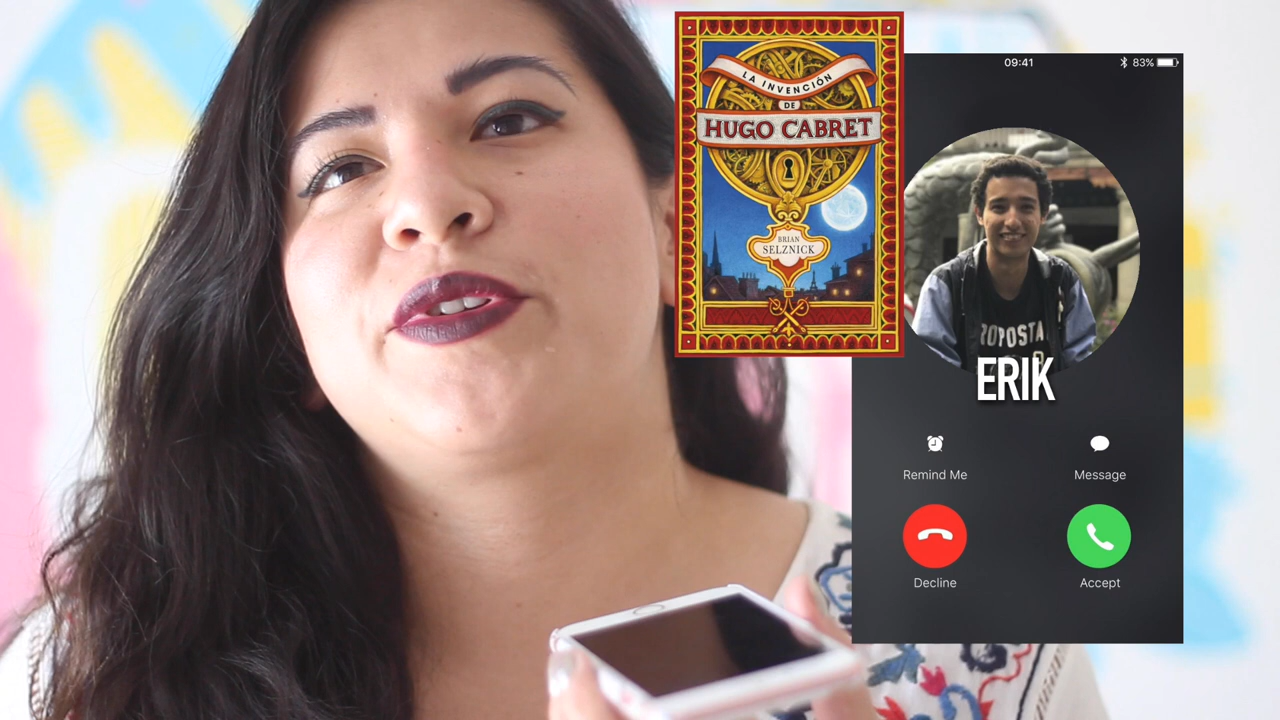 LA INVENCIÓN
DE
HUGO CABRET
BRIAN
SELZNICK
09:41
83%
ROPOSTA
ERIK
Remind Me
Message
Decline
Accept